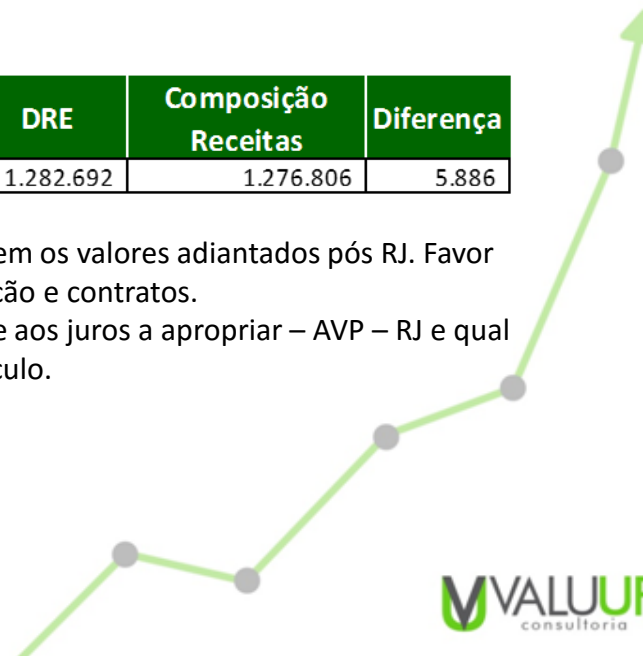 DRE
Composição
Receitas
Diferença
1.282.692 1.276.806 5.886
em os valores adiantados pós RJ. Favor
ção e contratos.
e aos juros a apropriar – AVP – RJ e qual
culo.
VALUUP
consultoria